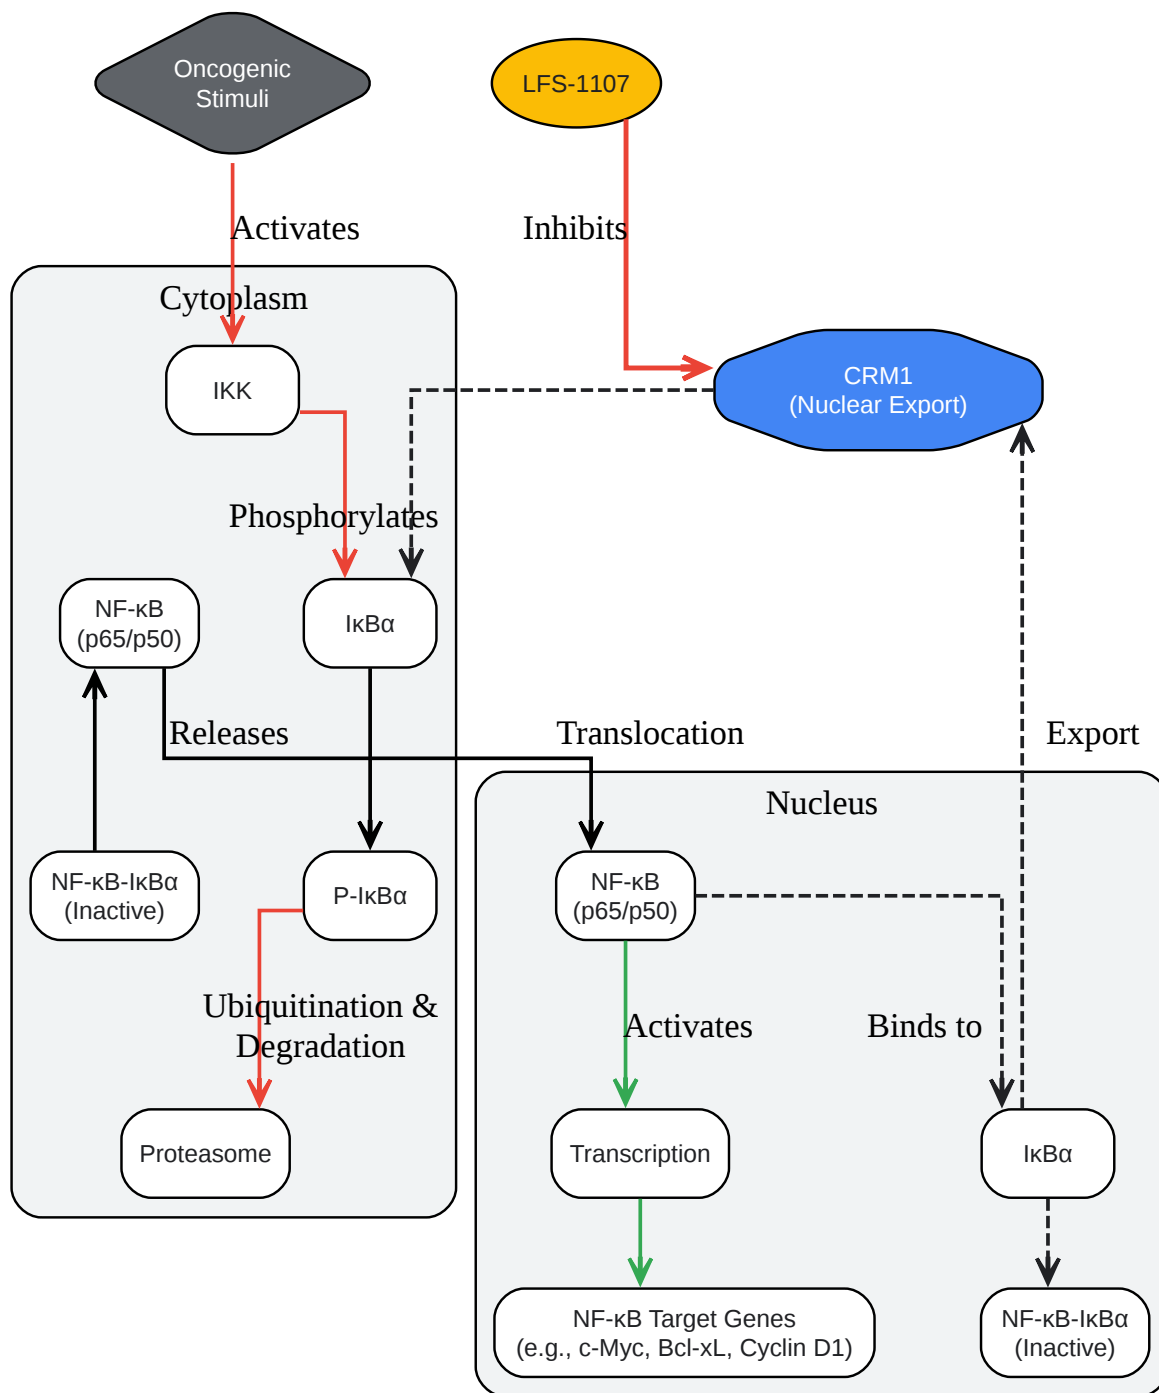 Oncogenic
Stimuli
LFS-1107
Activates
Inhibits
Cytoplasm
IKK
CRM1
(Nuclear Export)
Phosphorylates
NF-κB
(p65/p50)
IκBα
Releases
Translocation
Export
Nucleus
NF-κB-IκBα
(Inactive)
P-IκBα
NF-κB
(p65/p50)
Ubiquitination &
Degradation
Activates
Binds to
Proteasome
Transcription
IκBα
NF-κB Target Genes
(e.g., c-Myc, Bcl-xL, Cyclin D1)
NF-κB-IκBα
(Inactive)